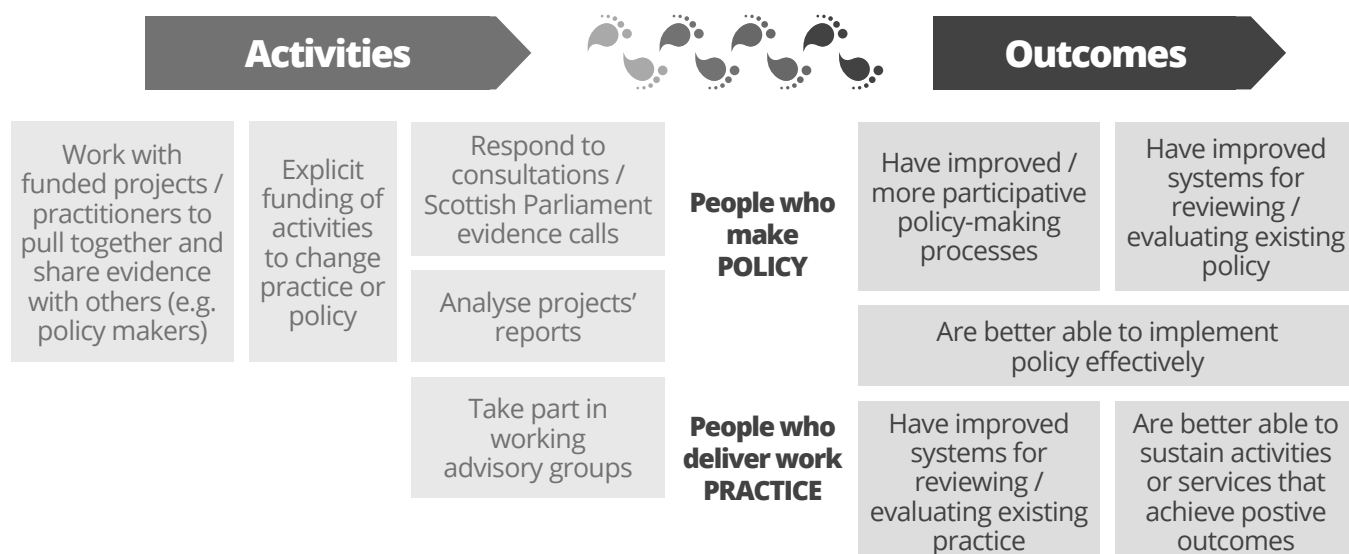 Activities
Outcomes
Work with
funded projects /
practitioners to
pull together and
share evidence
with others (e.g.
policy makers)
Explicit
funding of
activities
to change
practice or
policy
Respond to
consultations /
Scottish Parliament
evidence calls
Analyse projects’
reports
Take part in
working
advisory groups
People who
make
POLICY
People who
deliver work
PRACTICE
Have improved /
more participative
policy-making
processes
Have improved
systems for
reviewing /
evaluating existing
policy
Are better able to implement
policy effectively
Have improved
systems for
reviewing /
evaluating existing
practice
Are better able to
sustain activities
or services that
achieve postive
outcomes